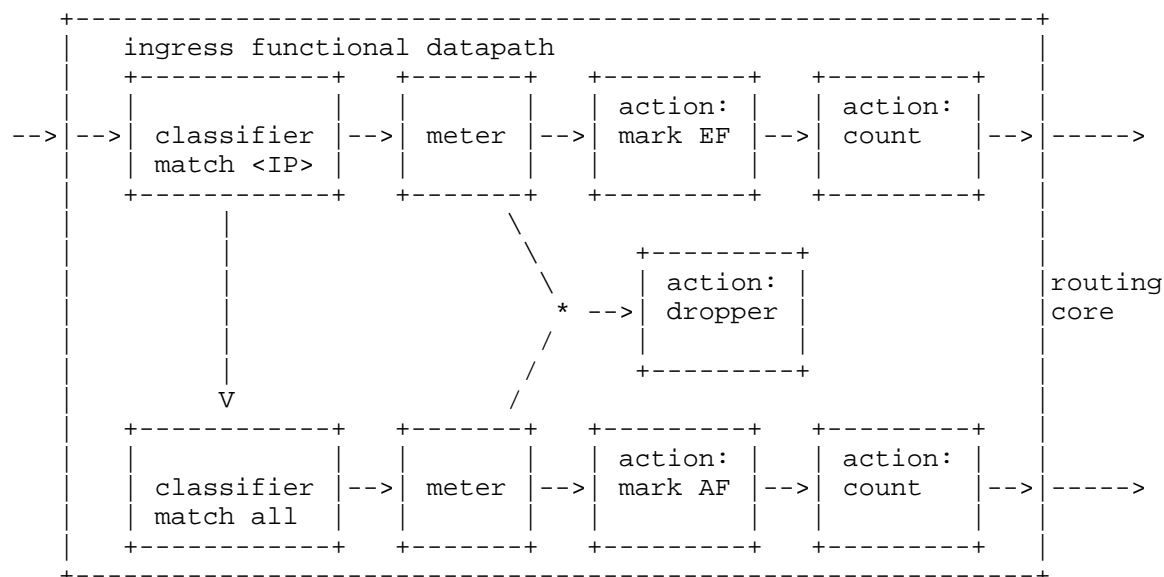 ingress functional datapath
action: action:
--> --> classifier --> meter --> mark EF --> count --> ----->
match <IP>
action: routing
* --> dropper core
V
action: action:
classifier --> meter --> mark AF --> count --> ----->
match all